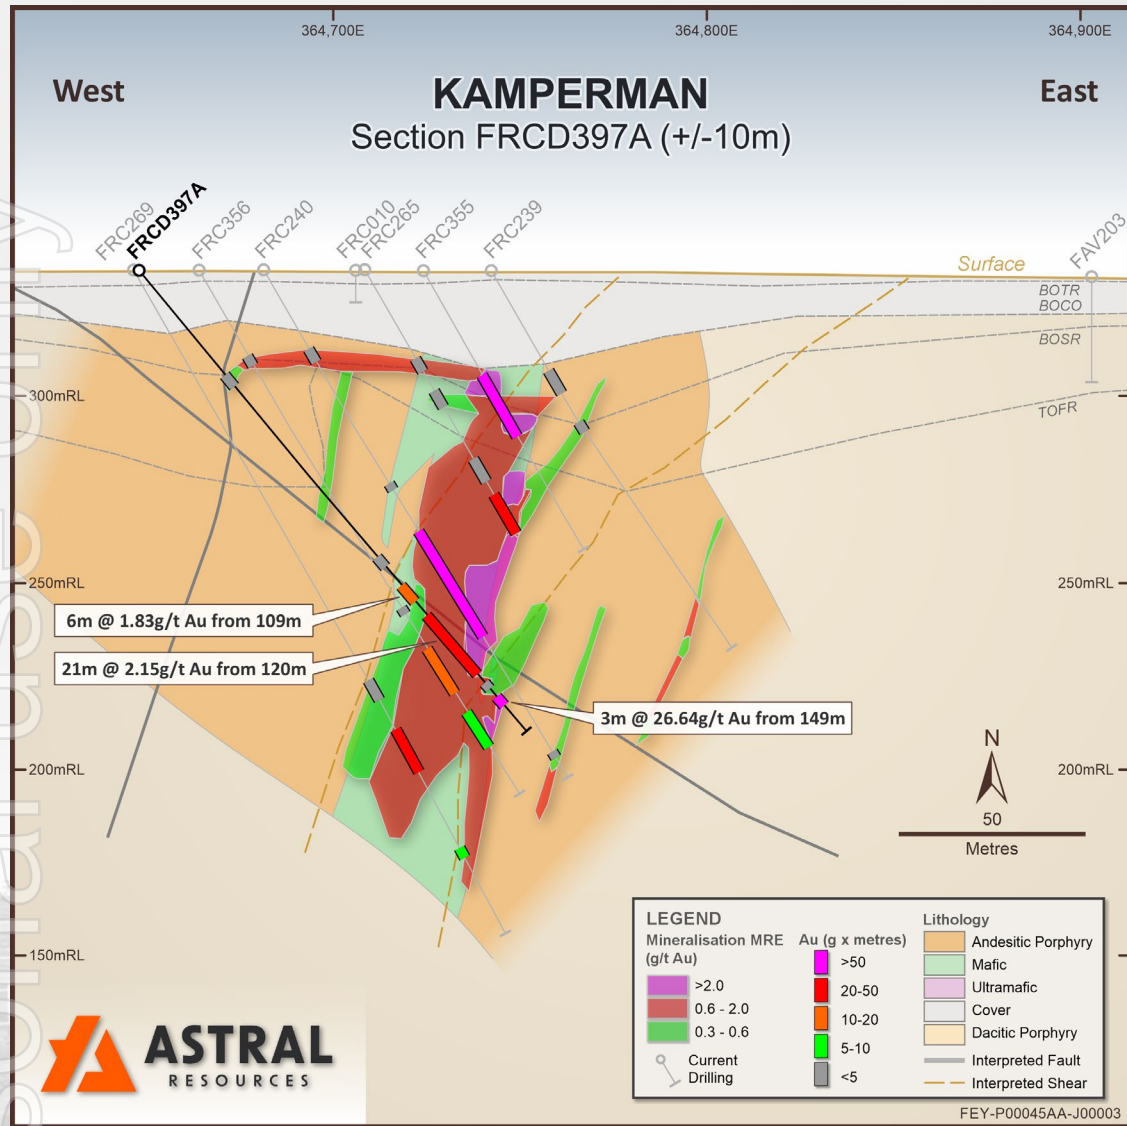 364,700E
364,800E
364,900E
West
KAMPERMAN
East
Section FRCD397A (+/-10m)
FRC269
FRCD397A
FRC356
FRC240
FRC010
FRC265
FRC355
FRC239
FAV203
Surface
BOTR
BOCO
BOSR
TOFR
300mRL
250mRL
250mRL
6m @ 1.83g/t Au from 109m
21m @ 2.15g/t Au from 120m
3m @ 26.64g/t Au from 149m
200mRL
200mRL
150mRL
N
50
Metres
LEGEND
Mineralisation MRE
(g/t Au)
>2.0
0.6 - 2.0
0.3 - 0.6
Current
Drilling
Au (g x metres)
>50
20-50
10-20
5-10
<5
Lithology
Andesitic Porphyry
Mafic
Ultramafic
Cover
Dacitic Porphyry
Interpreted Fault
Interpreted Shear
ASTRAL
RESOURCES
FEY-P00045AA-J00003